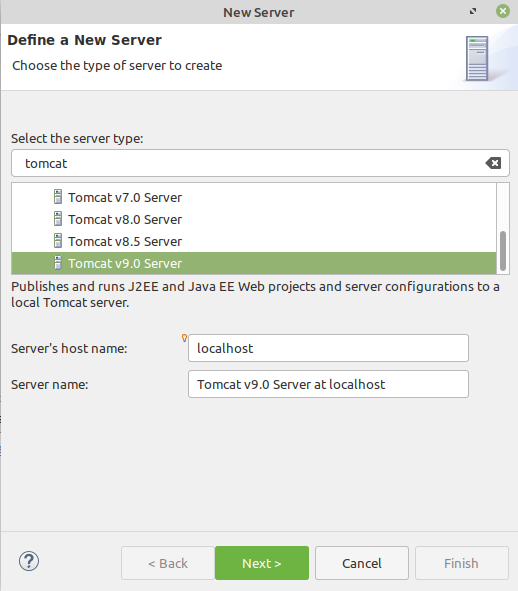 New Server
Define a New Server
Choose the type of server to create
Select the server type:
tomcat
Tomcat v7.0 Server
Tomcat v8.0 Server
Tomcat v8.5 Server
Tomcat v9.0 Server
Publishes and runs J2EE and Java EE Web projects and server configurations to a
local Tomcat server.
Server's host name: localhost
Server name: Tomcat v9.0 Server at localhost
? < Back Next > Cancel Finish